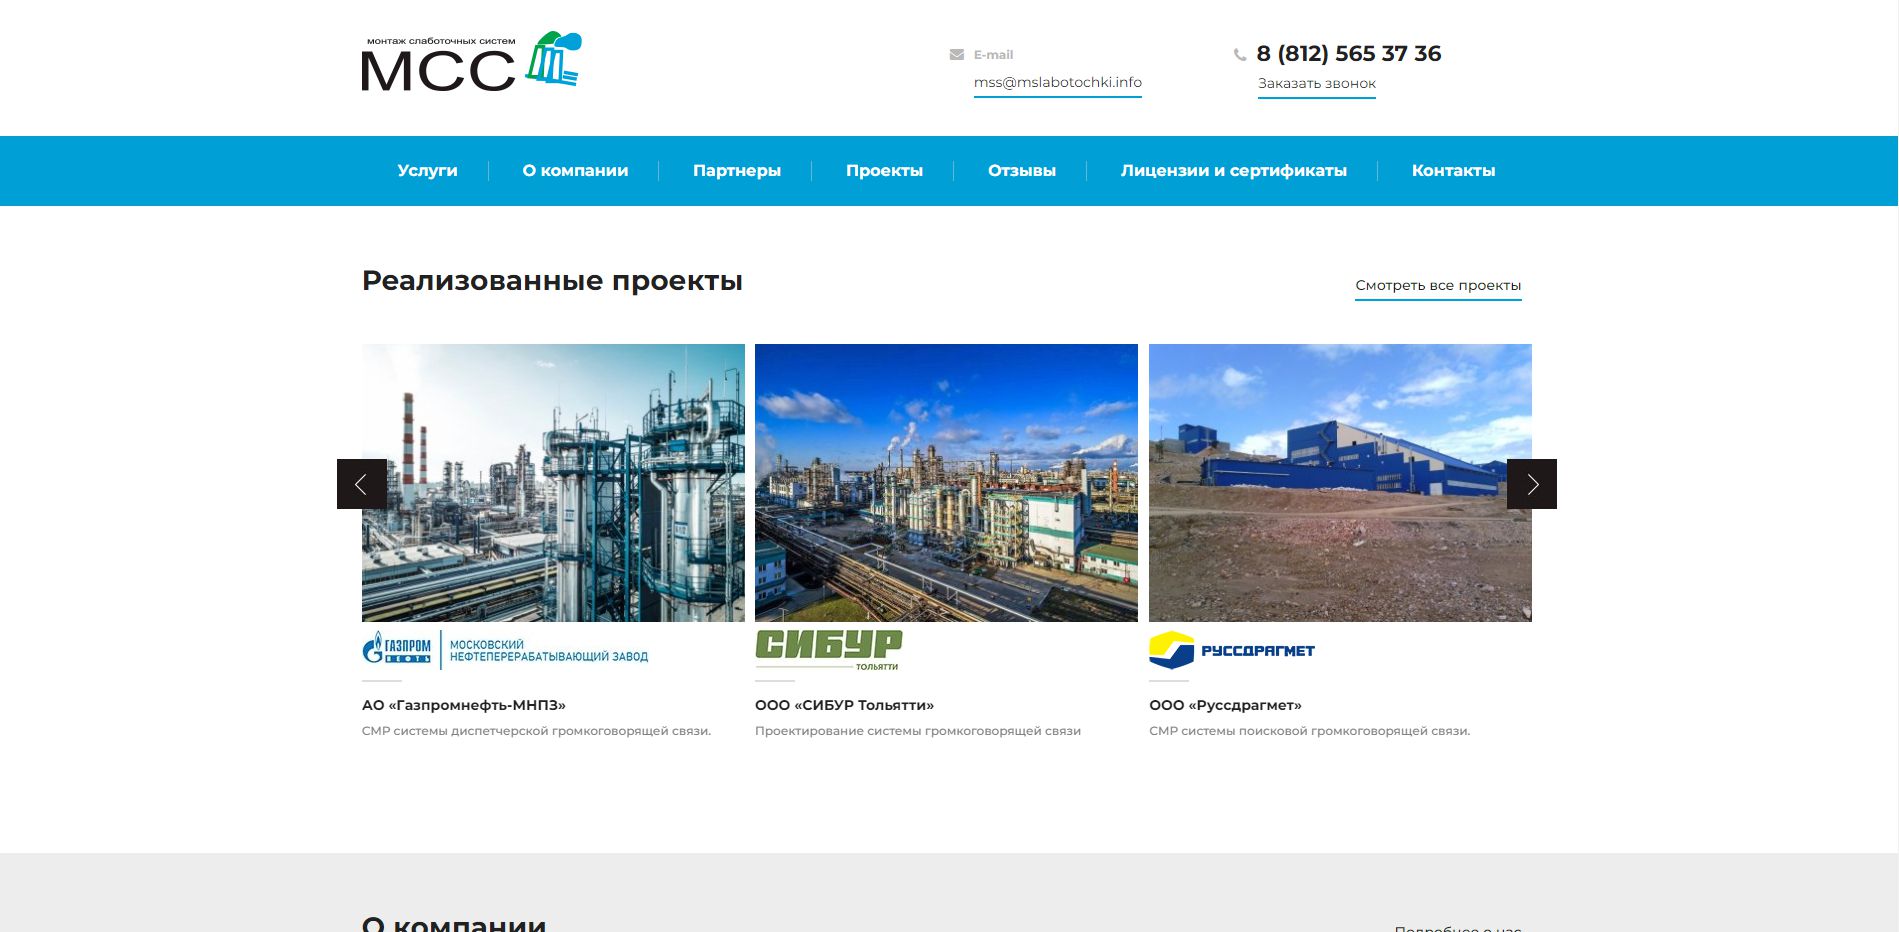 монтаж слаботочных систем
МСС
E-mail
mss@mslabotochki.info
8 (812) 565 37 36
Заказать звонок
Услуги
О компании
Партнеры
Проекты
Отзывы
Лицензии и сертификаты
Контакты
Реализованные проекты
Смотреть все проекты
ГАЗПРОМ
НЕФТЬ
МОСКОВСКИЙ
НЕФТЕПЕРЕРАБАТЫВАЮЩИЙ ЗАВОД
АО «Газпромнефть-МНПЗ»
СМР системы диспетчерской громкоговорящей связи.
СИБУР
ТОЛЬЯТТИ
ООО «СИБУР Тольятти»
Проектирование системы громкоговорящей связи
РУССДРАГМЕТ
ООО «Руссдрагмет»
СМР системы поисковой громкоговорящей связи.
О компании
Подробнее о нас